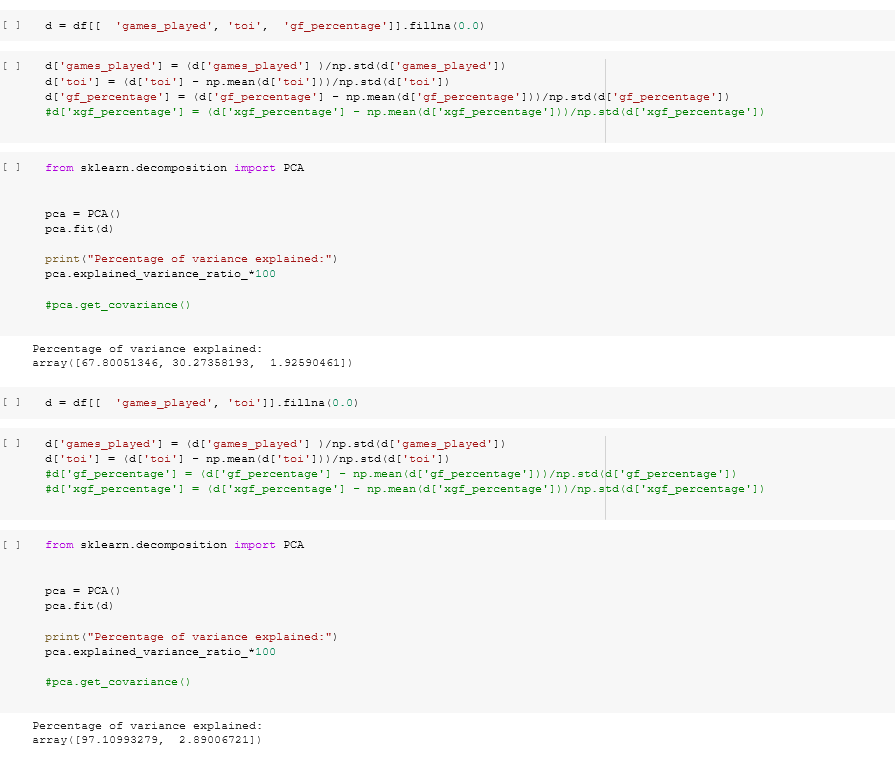 [ ] d = df[[  'games_played', 'toi',  'gf_percentage']].fillna(0.0)
[ ] d['games_played'] = (d['games_played'] )/np.std(d['games_played'])
d['toi'] = (d['toi'] - np.mean(d['toi']))/np.std(d['toi'])
d['gf_percentage'] = (d['gf_percentage'] - np.mean(d['gf_percentage']))/np.std(d['gf_percentage'])
#d['xgf_percentage'] = (d['xgf_percentage'] - np.mean(d['xgf_percentage']))/np.std(d['xgf_percentage'])
[ ] from sklearn.decomposition import PCA
pca = PCA()
pca.fit(d)
print("Percentage of variance explained:")
pca.explained_variance_ratio_*100
#pca.get_covariance()
Percentage of variance explained:
array([67.80051346, 30.27358193,  1.92590461])
[ ] d = df[[  'games_played', 'toi']].fillna(0.0)
[ ] d['games_played'] = (d['games_played'] )/np.std(d['games_played'])
d['toi'] = (d['toi'] - np.mean(d['toi']))/np.std(d['toi'])
#d['gf_percentage'] = (d['gf_percentage'] - np.mean(d['gf_percentage']))/np.std(d['gf_percentage'])
#d['xgf_percentage'] = (d['xgf_percentage'] - np.mean(d['xgf_percentage']))/np.std(d['xgf_percentage'])
[ ] from sklearn.decomposition import PCA
pca = PCA()
pca.fit(d)
print("Percentage of variance explained:")
pca.explained_variance_ratio_*100
#pca.get_covariance()
Percentage of variance explained:
array([97.10993279,  2.89006721])